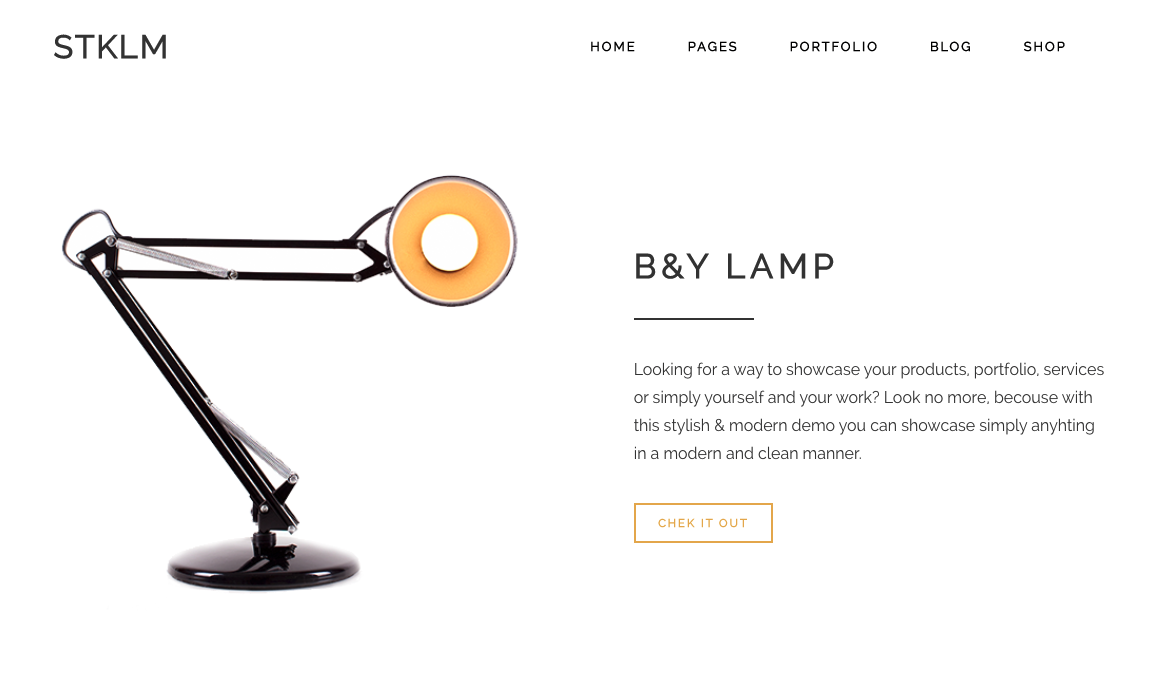 STKLM
HOME PAGES PORTFOLIO BLOG SHOP
B&Y LAMP
Looking for a way to showcase your products, portfolio, services
or simply yourself and your work? Look no more, becouse with
this stylish & modern demo you can showcase simply anyhting
in a modern and clean manner.
CHEK IT OUT